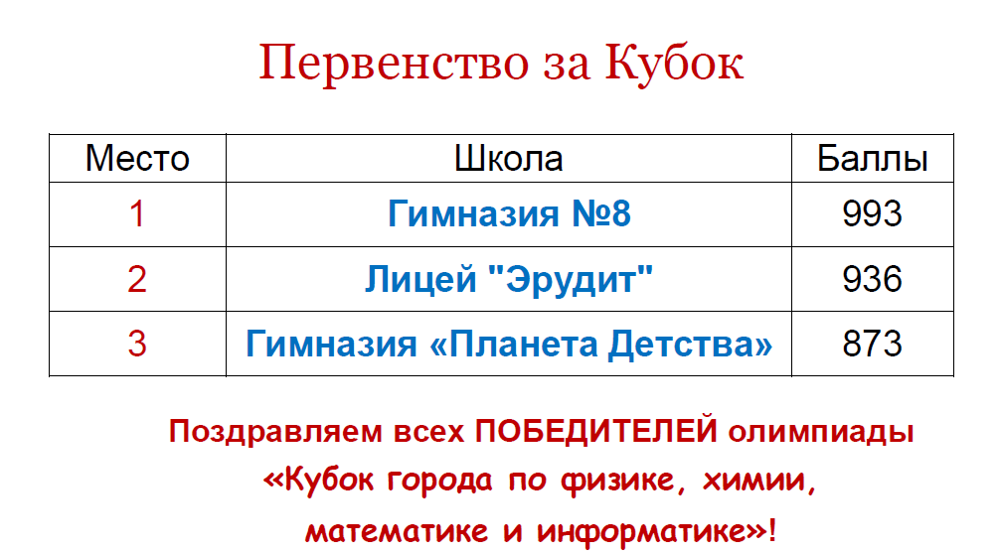 Первенство за Кубок
Место Школа Баллы
1 Гимназия №8 993
2 Лицей "Эрудит" 936
3 Гимназия «Планета Детства» 873
Поздравляем всех ПОБЕДИТЕЛЕЙ олимпиады
«Кубок города по физике, химии,
математике и информатике»!